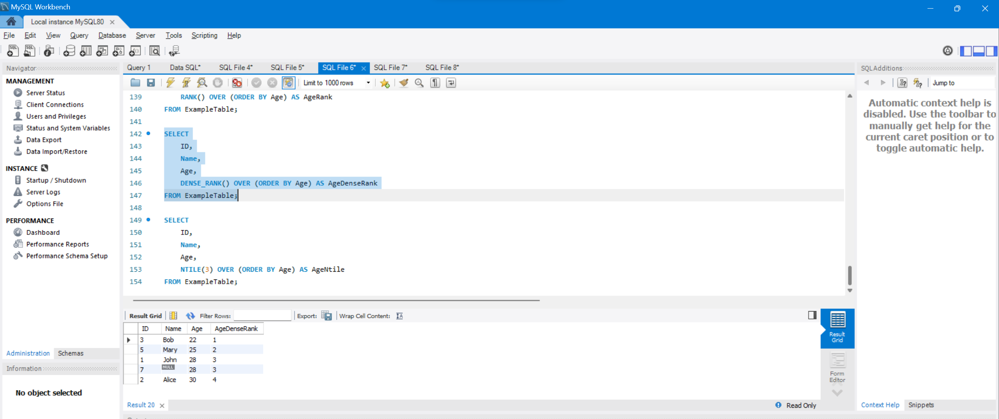 MySQL Workbench
Local instance MySQL80
File Edit View Query Database Server Tools Scripting Help
Navigator
MANAGEMENT
Server Status
Client Connections
Users and Privileges
Status and System Variables
Data Export
Data Import/Restore
INSTANCE
Startup / Shutdown
Server Logs
Options File
PERFORMANCE
Dashboard
Performance Reports
Performance Schema Setup
Administration Schemas
Information
No object selected
Query 1 Data SQL* SQL File 4* SQL File 5* SQL File 6* SQL File 7* SQL File 8*
Limit to 1000 rows
139 RANK() OVER (ORDER BY Age) AS AgeRank
140 FROM ExampleTable;
141
142 SELECT
143 ID,
144 Name,
145 Age,
146 DENSE_RANK() OVER (ORDER BY Age) AS AgeDenseRank
147 FROM ExampleTable;
148
149 SELECT
150 ID,
151 Name,
152 Age,
153 NTILE(3) OVER (ORDER BY Age) AS AgeNtile
154 FROM ExampleTable;
Result Grid Filter Rows: Export: Wrap Cell Content:
ID Name Age AgeDenseRank
3 Bob 22 1
5 Mary 25 2
1 John 28 3
7 NULL 28 3
2 Alice 30 4
Result Grid
Form Editor
Result 20
Read Only
SQLAdditions
Jump to
Automatic context help is
disabled. Use the toolbar to
manually get help for the
current caret position or to
toggle automatic help.
Context Help Snippets